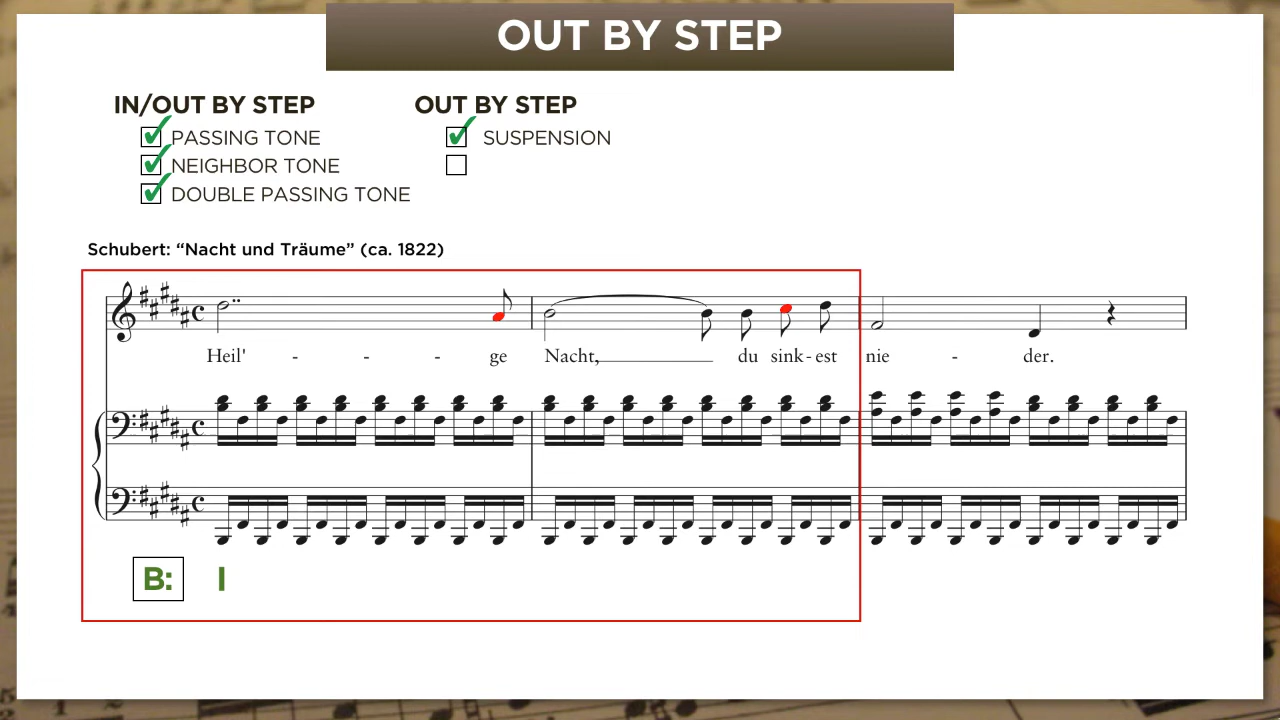 OUT BY STEP
IN/OUT BY STEP
PASSING TONE
NEIGHBOR TONE
DOUBLE PASSING TONE
OUT BY STEP
SUSPENSION
Schubert: “Nacht und Träume” (ca. 1822)
Heil' - - - ge Nacht, du sink - est nie - der.
B: I